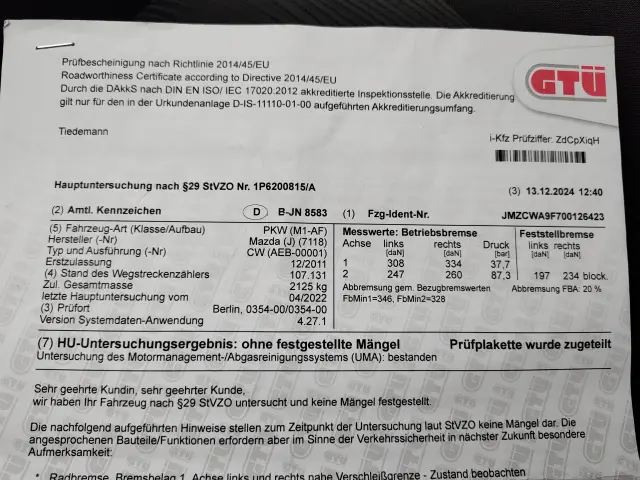 Prüfbescheinigung nach Richtlinie 2014/45/EU
Roadworthiness Certificate according to Directive 2014/45/EU
Durch die DAkkS nach DIN EN ISO/ IEC 17020:2012 akkreditierte Inspektionsstelle. Die Akkreditierung
gilt nur für den in der Urkundenanlage D-IS-11110-01-00 aufgeführten Akkreditierungsumfang.
GTÜ
Tiedemann
i-Kfz Prüfziffer: ZdCpXiqH
Hauptuntersuchung nach §29 StVZO Nr. 1P6200815/A
(3) 13.12.2024 12:40
(2) Amtl. Kennzeichen D B-JN 8583 (1) Fzg-Ident-Nr. JMZCWA9F700126423
(5) Fahrzeug-Art (Klasse/Aufbau) PKW (M1-AF)
Hersteller (-Nr) Mazda (J) (7118)
Typ und Ausführung (-Nr) CW (AEB-00001)
Erstzulassung 12/2011
(4) Stand des Wegstreckenzählers 107.131
Zul. Gesamtmasse 2125 kg
letzte Hauptuntersuchung vom 04/2022
(3) Prüfort Berlin, 0354-00/0354-00
Version Systemdaten-Anwendung 4.27.1
Messwerte: Betriebsbremse Feststellbremse
Achse links rechts Druck links rechts
[daN] [daN] [bar] [daN] [daN]
1 308 334 37,7
2 247 260 87,3 197 234 block.
Abbremsung gem. Bezugbremswerten Abbremsung FBA: 20 %
FbMin1=346, FbMin2=328
(7) HU-Untersuchungsergebnis: ohne festgestellte Mängel Prüfplakette wurde zugeteilt
Untersuchung des Motormanagement-/Abgasreinigungssystems (UMA): bestanden
Sehr geehrte Kundin, sehr geehrter Kunde,
wir haben Ihr Fahrzeug nach §29 StVZO untersucht und keine Mängel festgestellt.
Die nachfolgend aufgeführten Hinweise stellen zum Zeitpunkt der Untersuchung laut StVZO keine Mängel dar. Die
angesprochenen Bauteile/Funktionen erfordern aber im Sinne der Verkehrssicherheit in nächster Zukunft besondere
Aufmerksamkeit:
* Radbremse, Bremsbelag 1. Achse links und rechts nahe Verschleißgrenze - Zustand beobachten